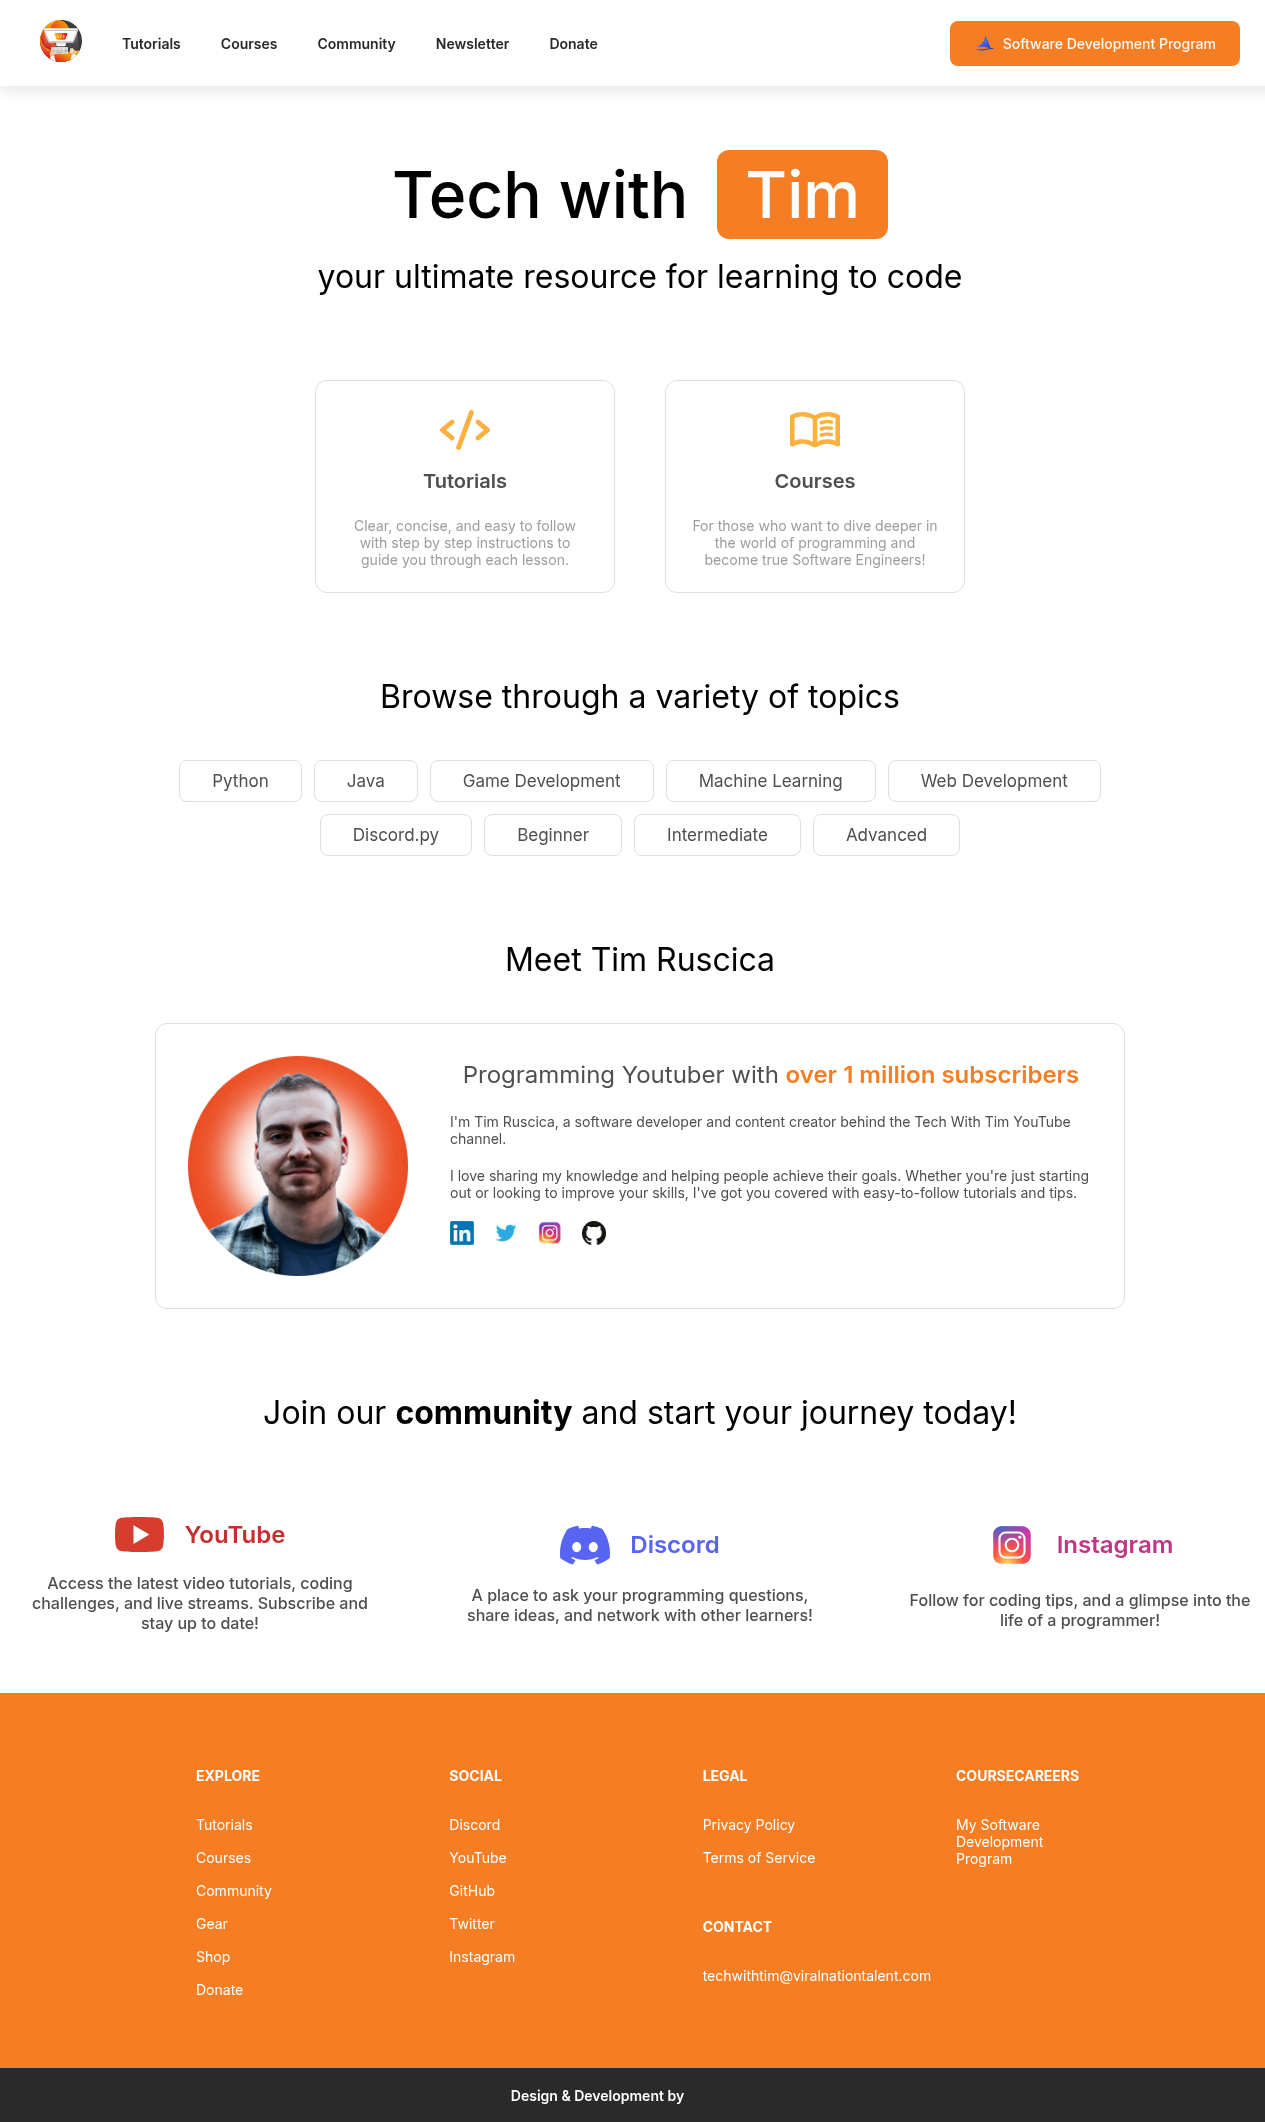 Tutorials
Courses
Community
Newsletter
Donate
Software Development Program
Tech with Tim
your ultimate resource for learning to code
Tutorials
Clear, concise, and easy to follow
with step by step instructions to
guide you through each lesson.
Courses
For those who want to dive deeper in
the world of programming and
become true Software Engineers!
Browse through a variety of topics
Python
Java
Game Development
Machine Learning
Web Development
Discord.py
Beginner
Intermediate
Advanced
Meet Tim Ruscica
Programming Youtuber with over 1 million subscribers
I'm Tim Ruscica, a software developer and content creator behind the Tech With Tim YouTube
channel.
I love sharing my knowledge and helping people achieve their goals. Whether you're just starting
out or looking to improve your skills, I've got you covered with easy-to-follow tutorials and tips.
Join our community and start your journey today!
YouTube
Access the latest video tutorials, coding
challenges, and live streams. Subscribe and
stay up to date!
Discord
A place to ask your programming questions,
share ideas, and network with other learners!
Instagram
Follow for coding tips, and a glimpse into the
life of a programmer!
EXPLORE
Tutorials
Courses
Community
Gear
Shop
Donate
SOCIAL
Discord
YouTube
GitHub
Twitter
Instagram
LEGAL
Privacy Policy
Terms of Service
CONTACT
techwithtim@viralnationtalent.com
COURSECAREERS
My Software
Development
Program
Design & Development by